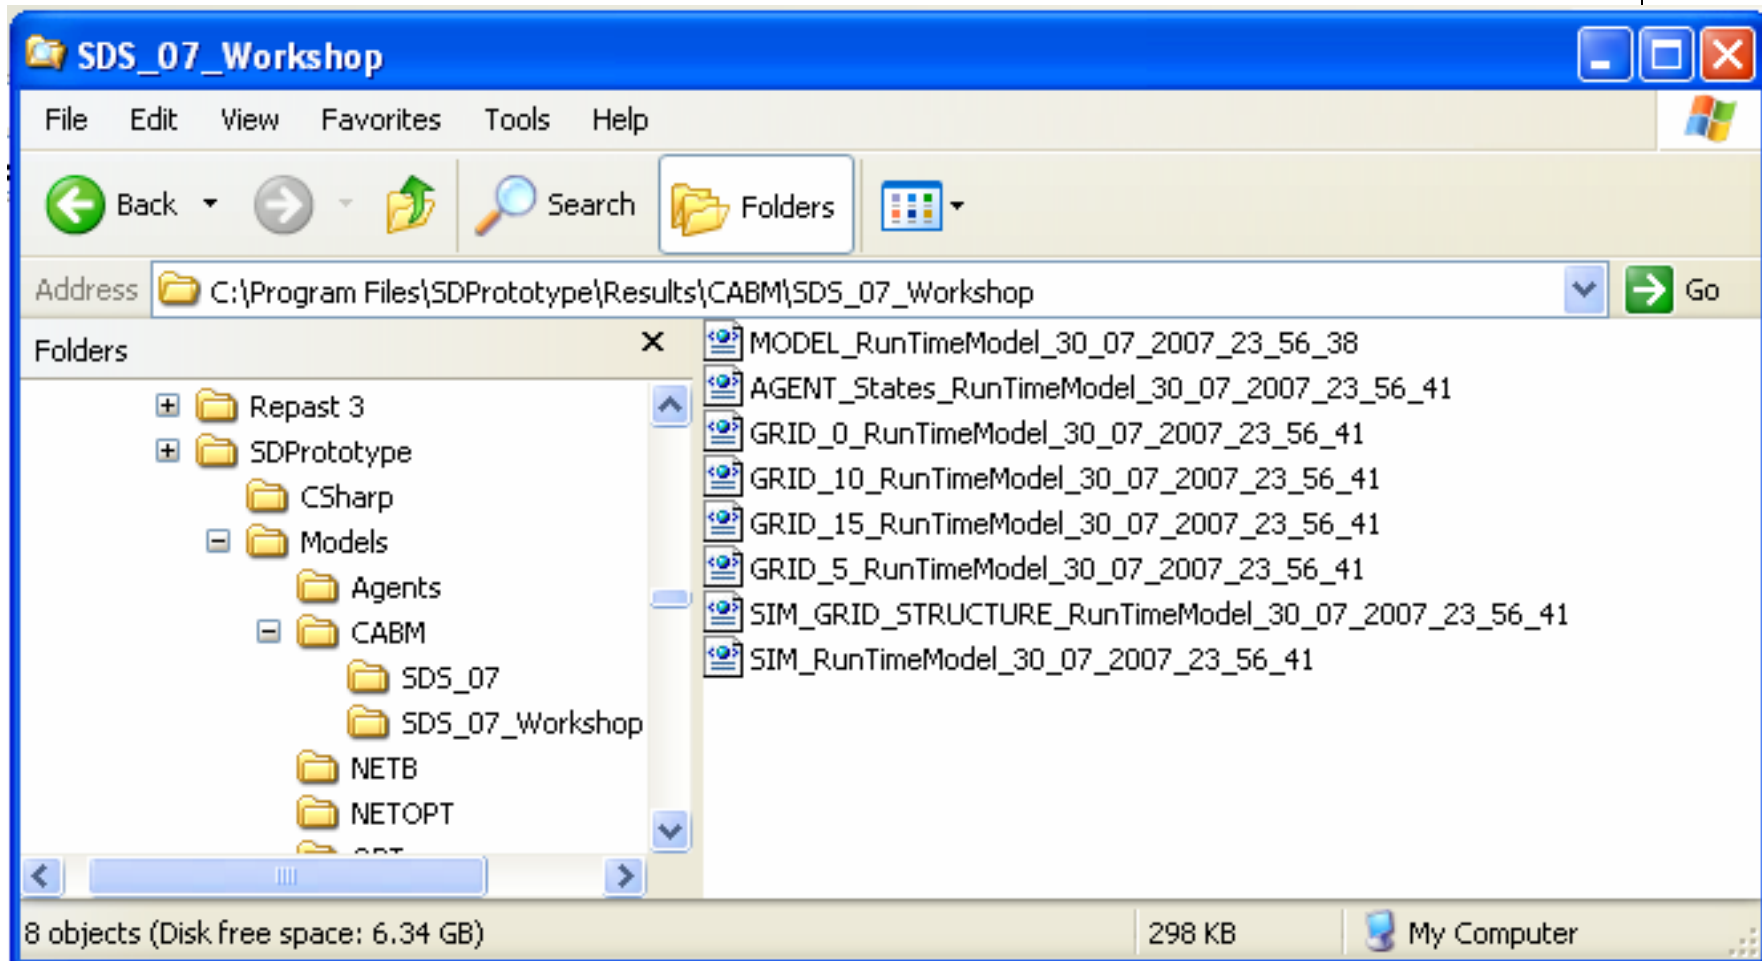 SDS_07_Workshop
File Edit View Favorites Tools Help
Back Search Folders
Address C:\Program Files\SDPrototype\Results\CABM\SDS_07_Workshop Go
Folders
Repast 3
SDPrototype
CSharp
Models
Agents
CABM
SDS_07
SDS_07_Workshop
NETB
NETOPT
MODEL_RunTimeModel_30_07_2007_23_56_38
AGENT_States_RunTimeModel_30_07_2007_23_56_41
GRID_0_RunTimeModel_30_07_2007_23_56_41
GRID_10_RunTimeModel_30_07_2007_23_56_41
GRID_15_RunTimeModel_30_07_2007_23_56_41
GRID_5_RunTimeModel_30_07_2007_23_56_41
SIM_GRID_STRUCTURE_RunTimeModel_30_07_2007_23_56_41
SIM_RunTimeModel_30_07_2007_23_56_41
8 objects (Disk free space: 6.34 GB) 298 KB My Computer